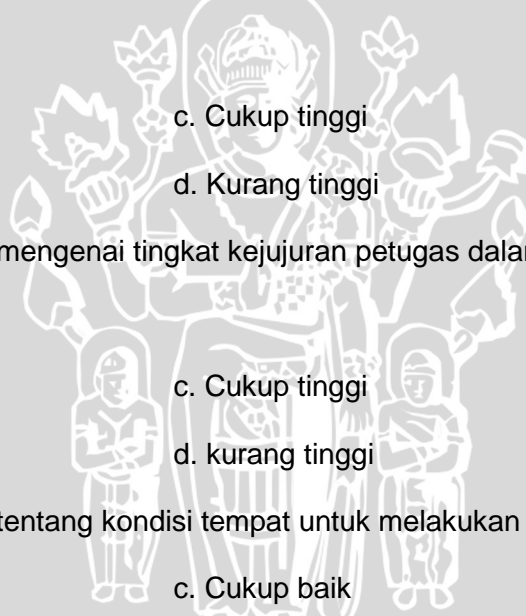 c. Cukup tinggi
d. Kurang tinggi
mengenai tingkat kejujuran petugas dalam
c. Cukup tinggi
d. kurang tinggi
tentang kondisi tempat untuk melakukan
c. Cukup baik